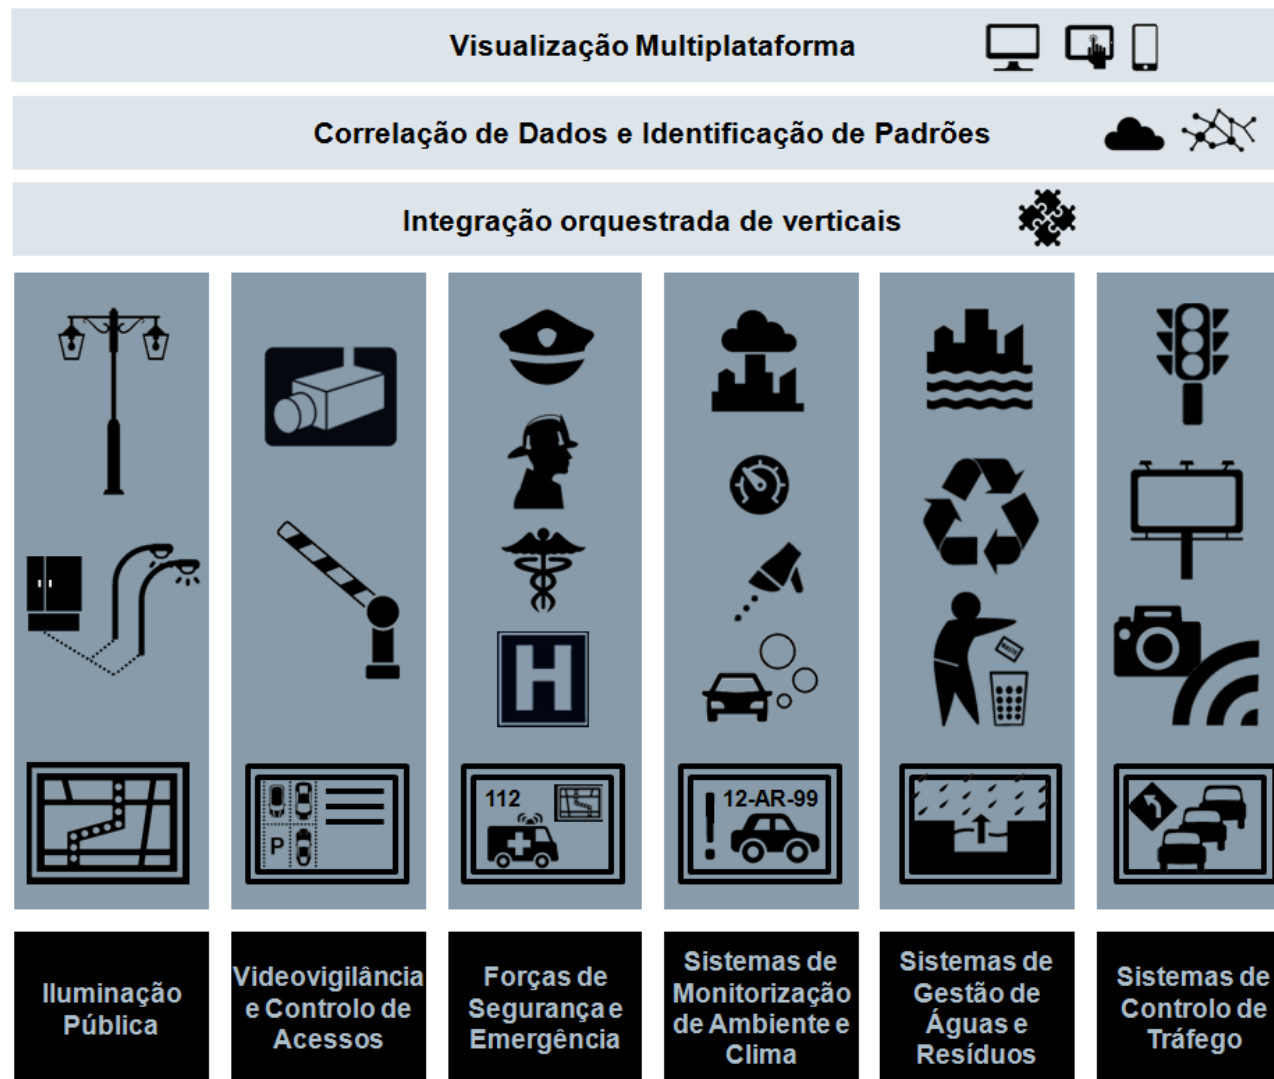 Visualização Multiplataforma
Correlação de Dados e Identificação de Padrões
Integração orquestrada de verticais
H
WASTE
P
112
12-AR-99
Iluminação
Pública
Videovigilância
e Controlo de
Acessos
Forças de
Segurança e
Emergência
Sistemas de
Monitorização
de Ambiente e
Clima
Sistemas de
Gestão de
Águas e
Resíduos
Sistemas de
Controlo de
Tráfego